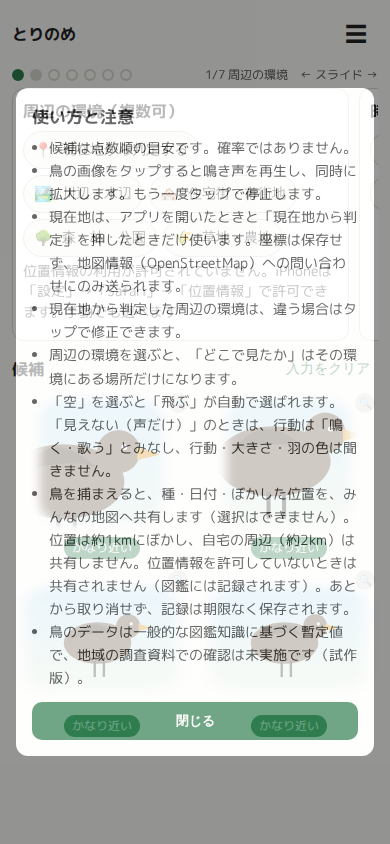 とりのめ
1/7 周辺の環境 ← スライド →
周辺の環境（複数可）
使い方と注意
候補は点数順の目安です。確率ではありません。
鳥の画像をタップすると鳴き声を再生し、同時に
拡大します。もう一度タップで停止します。
現在地は、アプリを開いたときと「現在地から判
定」を押したときだけ使います。座標は保存せ
ず、地図情報（OpenStreetMap）への問い合わ
せにのみ送られます。
現在地から判定した周辺の環境は、違う場合はタ
ップで修正できます。
周辺の環境を選ぶと、「どこで見たか」はその環
境にある場所だけになります。
「空」を選ぶと「飛ぶ」が自動で選ばれます。
「見えない（声だけ）」のときは、行動は「鳴
く・歌う」とみなし、行動・大きさ・羽の色は聞
きません。
鳥を捕まえると、種・日付・ぼかした位置を、み
んなの地図へ共有します（選択はできません）。
位置は約1kmにぼかし、自宅の周辺（約2km）は
共有しません。位置情報を許可していないときは
共有されません（図鑑には記録されます）。あと
から取り消せず、記録は期限なく保存されます。
鳥のデータは一般的な図鑑知識に基づく暫定値
で、地域の調査資料での確認は未実施です（試作
版）。
閉じる
候補
入力をクリア
かなり近い
かなり近い
かなり近い
かなり近い